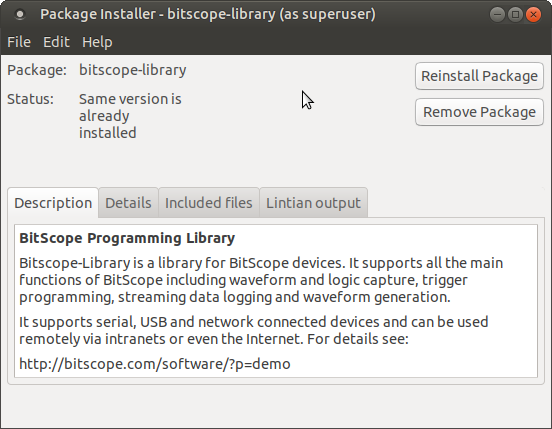 Package Installer - bitscope-library (as superuser)
File Edit Help
Package: bitscope-library
Reinstall Package
Status: Same version is
already
installed
Remove Package
Description Details Included files Lintian output
BitScope Programming Library
Bitscope-Library is a library for BitScope devices. It supports all the main
functions of BitScope including waveform and logic capture, trigger
programming, streaming data logging and waveform generation.
It supports serial, USB and network connected devices and can be used
remotely via intranets or even the Internet. For details see:
http://bitscope.com/software/?p=demo